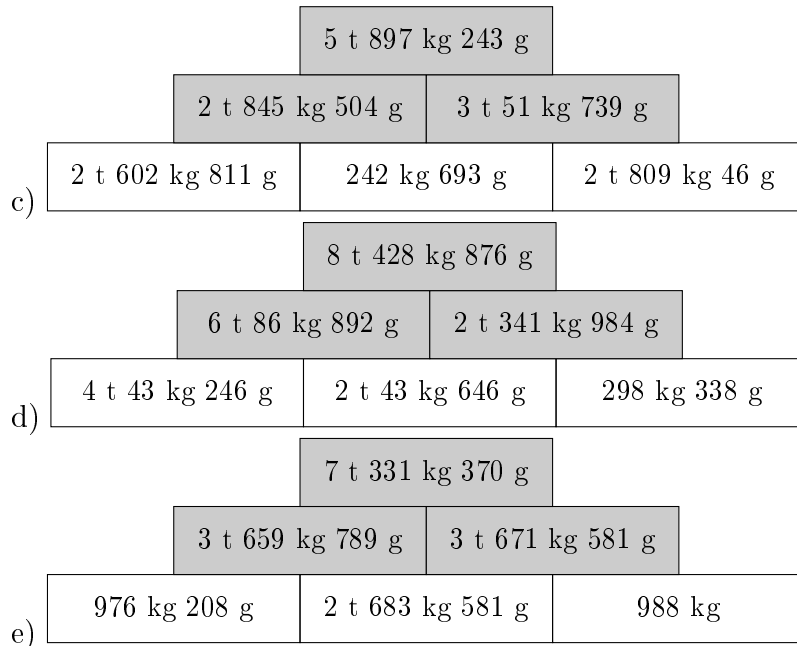 5 t 897 kg 243 g
2 t 845 kg 504 g 3 t 51 kg 739 g
c) 2 t 602 kg 811 g 242 kg 693 g 2 t 809 kg 46 g
8 t 428 kg 876 g
6 t 86 kg 892 g 2 t 341 kg 984 g
d) 4 t 43 kg 246 g 2 t 43 kg 646 g 298 kg 338 g
7 t 331 kg 370 g
3 t 659 kg 789 g 3 t 671 kg 581 g
e) 976 kg 208 g 2 t 683 kg 581 g 988 kg